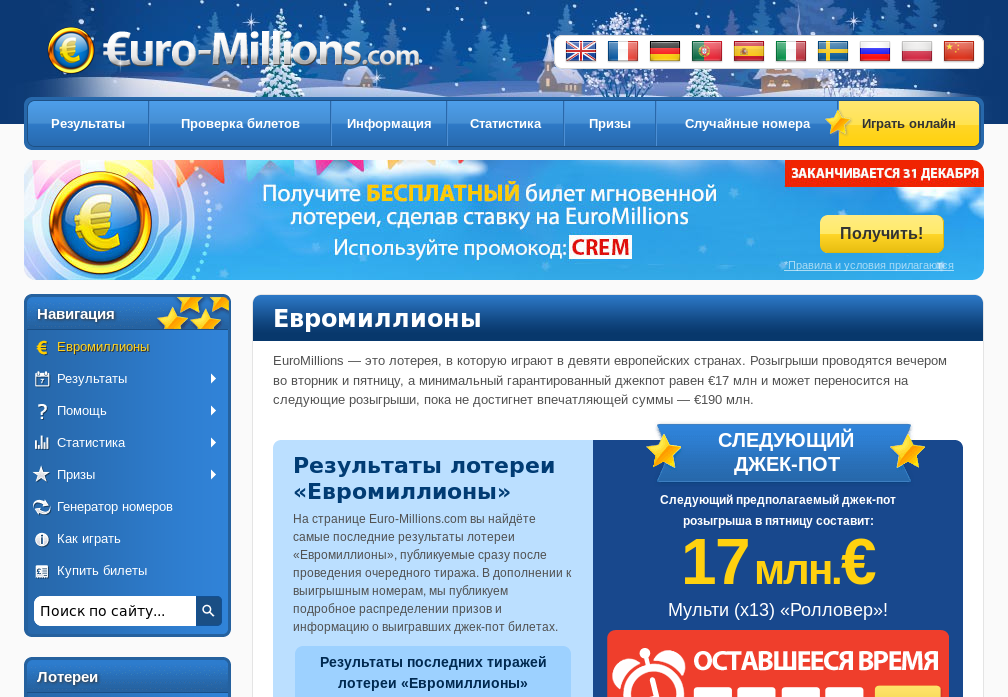 €uro-Millions.com
Результаты
Проверка билетов
Информация
Статистика
Призы
Случайные номера
Играть онлайн
Получите БЕСПЛАТНЫЙ билет мгновенной
лотереи, сделав ставку на EuroMillions
Используйте промокод: CREM
ЗАКАНЧИВАЕТСЯ 31 ДЕКАБРЯ
Получить!
*Правила и условия прилагаются
Навигация
Евромиллионы
Результаты
Помощь
Статистика
Призы
Генератор номеров
Как играть
Купить билеты
Поиск по сайту...
Лотереи
Евромиллионы
EuroMillions — это лотерея, в которую играют в девяти европейских странах. Розыгрыши проводятся вечером
во вторник и пятницу, а минимальный гарантированный джекпот равен €17 млн и может переносится на
следующие розыгрыши, пока не достигнет впечатляющей суммы — €190 млн.
Результаты лотереи
«Евромиллионы»
На странице Euro-Millions.com вы найдёте
самые последние результаты лотереи
«Евромиллионы», публикуемые сразу после
проведения очередного тиража. В дополнении к
выигрышным номерам, мы публикуем
подробное распределении призов и
информацию о выигравших джек-пот билетах.
Результаты последних тиражей
лотереи «Евромиллионы»
СЛЕДУЮЩИЙ
ДЖЕК-ПОТ
Следующий предполагаемый джек-пот
розыгрыша в пятницу составит:
17 млн.€
Мульти (x13) «Ролловер»!
ОСТАВШЕЕСЯ ВРЕМЯ